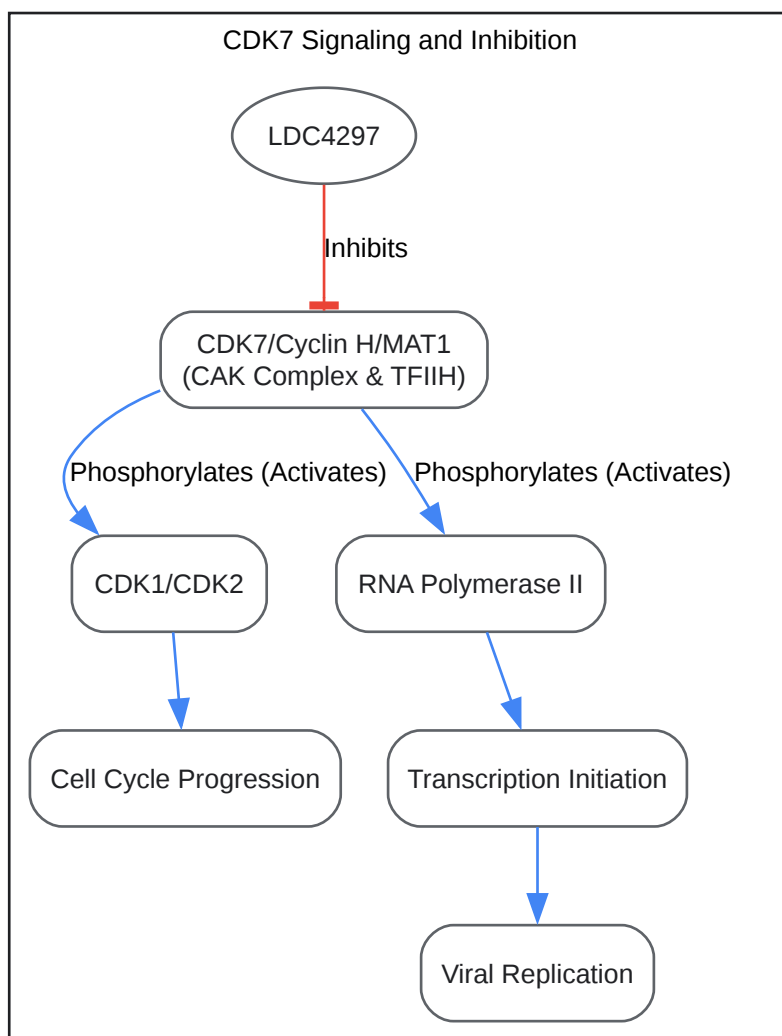 CDK7 Signaling and Inhibition
LDC4297
Inhibits
CDK7/Cyclin H/MAT1
(CAK Complex & TFIIH)
Phosphorylates (Activates)
Phosphorylates (Activates)
CDK1/CDK2
RNA Polymerase II
Cell Cycle Progression
Transcription Initiation
Viral Replication